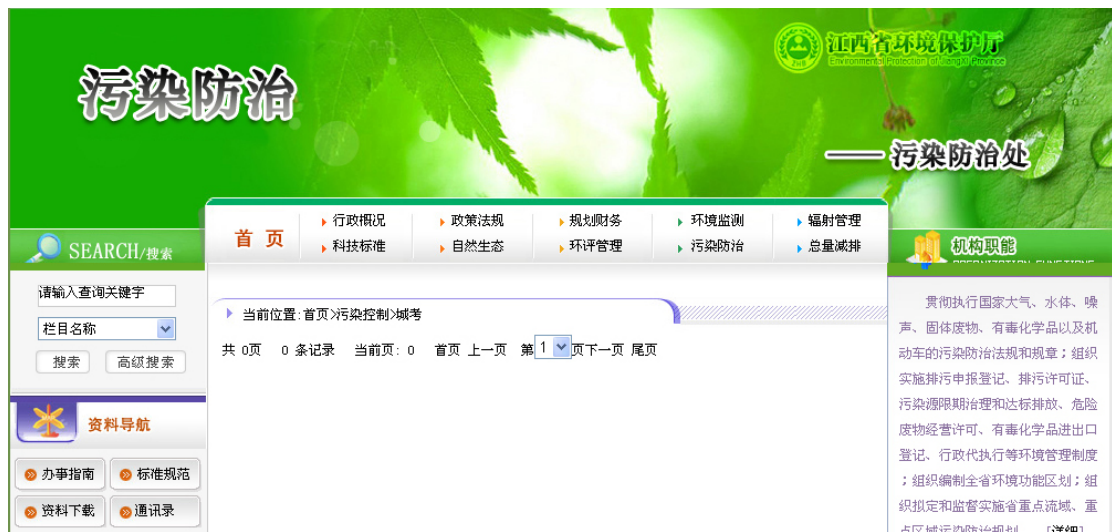 江西省环境保护厅
Environmental Protection of JiangXi Province
污染防治
污染防治处
首 页
行政概况 政策法规 规划财务 环境监测 辐射管理
科技标准 自然生态 环评管理 污染防治 总量减排
SEARCH/搜索
请输入查询关键字
栏目名称
搜索 高级搜索
资料导航
办事指南 标准规范
资料下载 通讯录
当前位置:首页>污染控制>城考
共 0页 0 条记录 当前页: 0 首页 上一页 第 1 页下一页 尾页
机构职能
贯彻执行国家大气、水体、噪
声、固体废物、有毒化学品以及机
动车的污染防治法规和规章；组织
实施排污申报登记、排污许可证、
污染源限期治理和达标排放、危险
废物经营许可、有毒化学品进出口
登记、行政代执行等环境管理制度
；组织编制全省环境功能区划；组
织拟定和监督实施省重点流域、重
点区域污染防治规划 [详细]